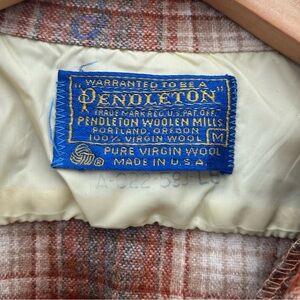 "WARRANTED TO BE A
PENDLETON"
TRADE MARK REG. U.S. PAT. OFF.
PENDLETON WOOLEN MILLS
PORTLAND, OREGON
100% VIRGIN WOOL M
PURE VIRGIN WOOL
MADE IN U.S.A.